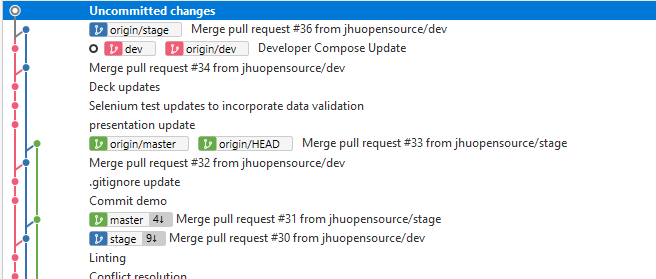 Uncommitted changes
origin/stage Merge pull request #36 from jhuopensource/dev
dev origin/dev Developer Compose Update
Merge pull request #34 from jhuopensource/dev
Deck updates
Selenium test updates to incorporate data validation
presentation update
origin/master origin/HEAD Merge pull request #33 from jhuopensource/stage
Merge pull request #32 from jhuopensource/dev
.gitignore update
Commit demo
master 4↓ Merge pull request #31 from jhuopensource/stage
stage 9↓ Merge pull request #30 from jhuopensource/dev
Linting
Conflict resolution